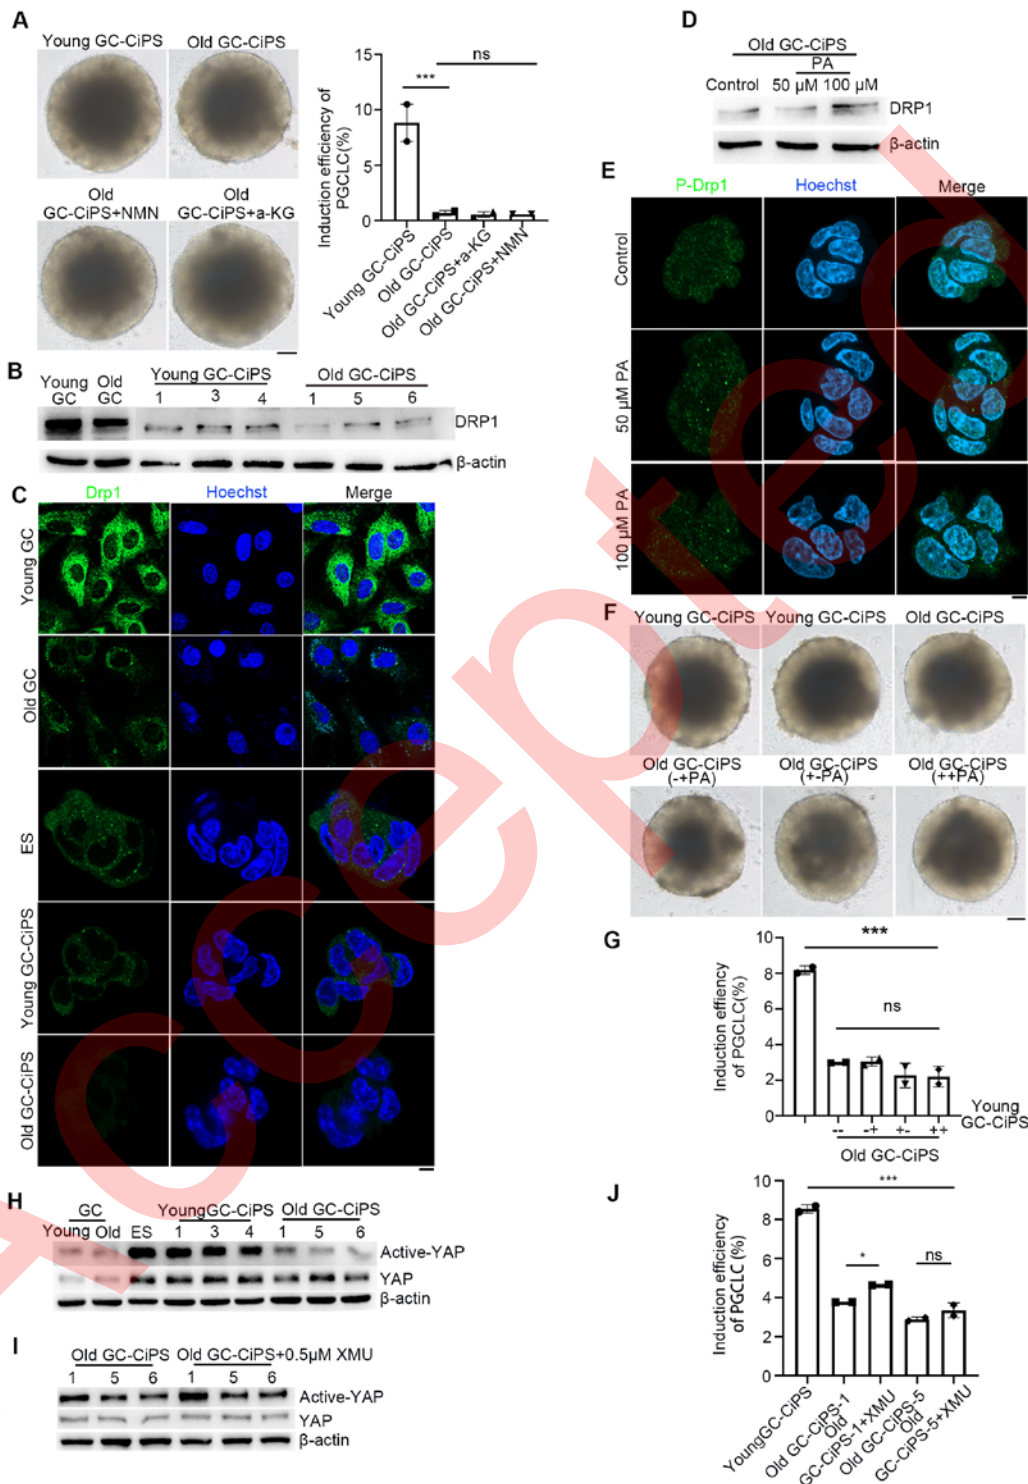 A
Young GC-CiPS
Old GC-CiPS
Old
GC-CiPS+NMN
Old
GC-CiPS+a-KG
Induction efficiency of
PGCLC(%)
15
10
5
0
***
ns
Young GC-CiPS
Old GC-CiPS
Old GC-CiPS+a-KG
Old GC-CiPS+NMN
B
Young
GC
Old
GC
Young GC-CiPS
1 3 4
Old GC-CiPS
1 5 6
DRP1
β-actin
C
Drp1 Hoechst Merge
Young GC
Old GC
ES
Young GC-CiPS
Old GC-CiPS
D
Old GC-CiPS
PA
Control 50 μM 100 μM
DRP1
β-actin
E
P-Drp1 Hoechst Merge
Control
50 μM PA
100 μM PA
F
Young GC-CiPS
Young GC-CiPS
Old GC-CiPS
Old GC-CiPS
(-+PA)
Old GC-CiPS
(+-PA)
Old GC-CiPS
(++PA)
G
Induction effiency
of PGCLC(%)
10
8
6
4
2
0
***
ns
-- -+ +- ++
Young
GC-CiPS
Old GC-CiPS
H
GC
Young Old ES
YoungGC-CiPS
1 3 4
Old GC-CiPS
1 5 6
Active-YAP
YAP
β-actin
I
Old GC-CiPS
Old GC-CiPS+0.5μM XMU
1 5 6 1 5 6
Active-YAP
YAP
β-actin
J
Induction efficiency
of PGCLC (%)
10
8
6
4
2
0
***
*
ns
YoungGC-CiPS
Old GC-CiPS-1
Old
GC-CiPS-1+XMU
Old GC-CiPS-5
Old
GC-CiPS-5+XMU
Accepted